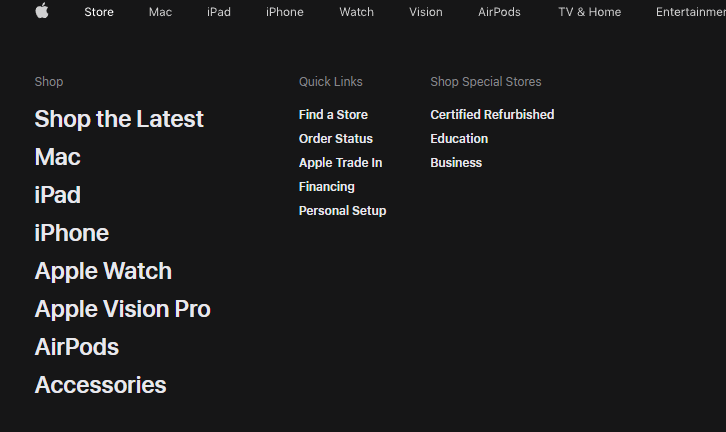 Store Mac iPad iPhone Watch Vision AirPods TV & Home Entertainmen
Shop
Shop the Latest
Mac
iPad
iPhone
Apple Watch
Apple Vision Pro
AirPods
Accessories
Quick Links
Find a Store
Order Status
Apple Trade In
Financing
Personal Setup
Shop Special Stores
Certified Refurbished
Education
Business